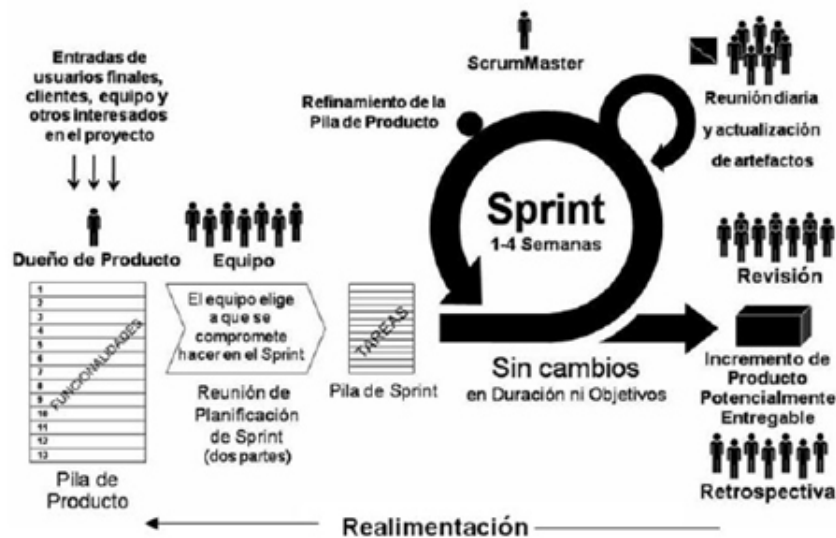 Entradas de
usuarios finales,
clientes, equipo y
otros interesados
en el proyecto
Dueño de Producto
1
2
3
4
5
6
7
8
9
10
11
12
13
FUNCIONALIDADES
Pila de
Producto
Equipo
El equipo elige
a que se
compromete
hacer en el Sprint
Reunión de
Planificación
de Sprint
(dos partes)
TAREAS
Pila de Sprint
ScrumMaster
Refinamiento de la
Pila de Producto
Sprint
1-4 Semanas
Sin cambios
en Duración ni Objetivos
Reunión diaria
y actualización
de artefactos
Revisión
Incremento de
Producto
Potencialmente
Entregable
Retrospectiva
Realimentación